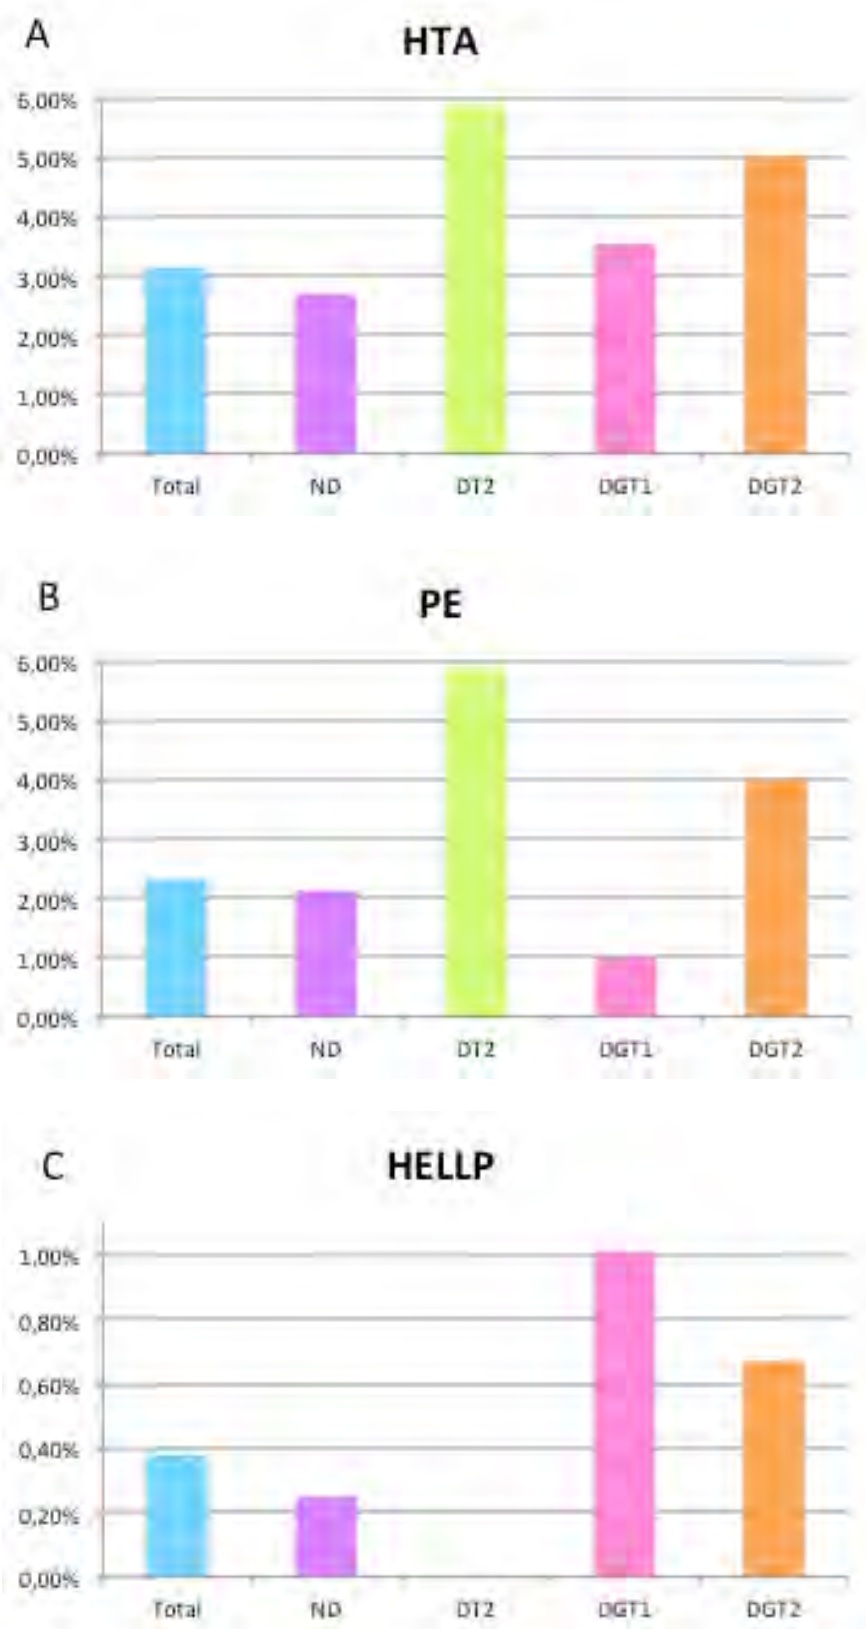 A
HTA
6,00%
5,00%
4,00%
3,00%
2,00%
1,00%
0,00%
Total ND DT2 DGT1 DGT2
B
PE
6,00%
5,00%
4,00%
3,00%
2,00%
1,00%
0,00%
Total ND DT2 DGT1 DGT2
C
HELLP
1,00%
0,80%
0,60%
0,40%
0,20%
0,00%
Total ND DT2 DGT1 DGT2